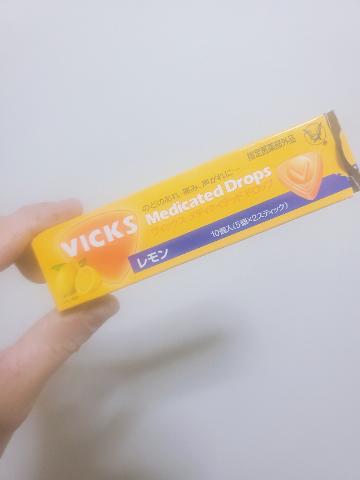 指定医薬部外品
のどの荒れ、痛み、声がれに…
VICKS
Medicated Drops
ヴイックス メディケイテッド ドロップ
レモン
10個入(5個×2スティック)